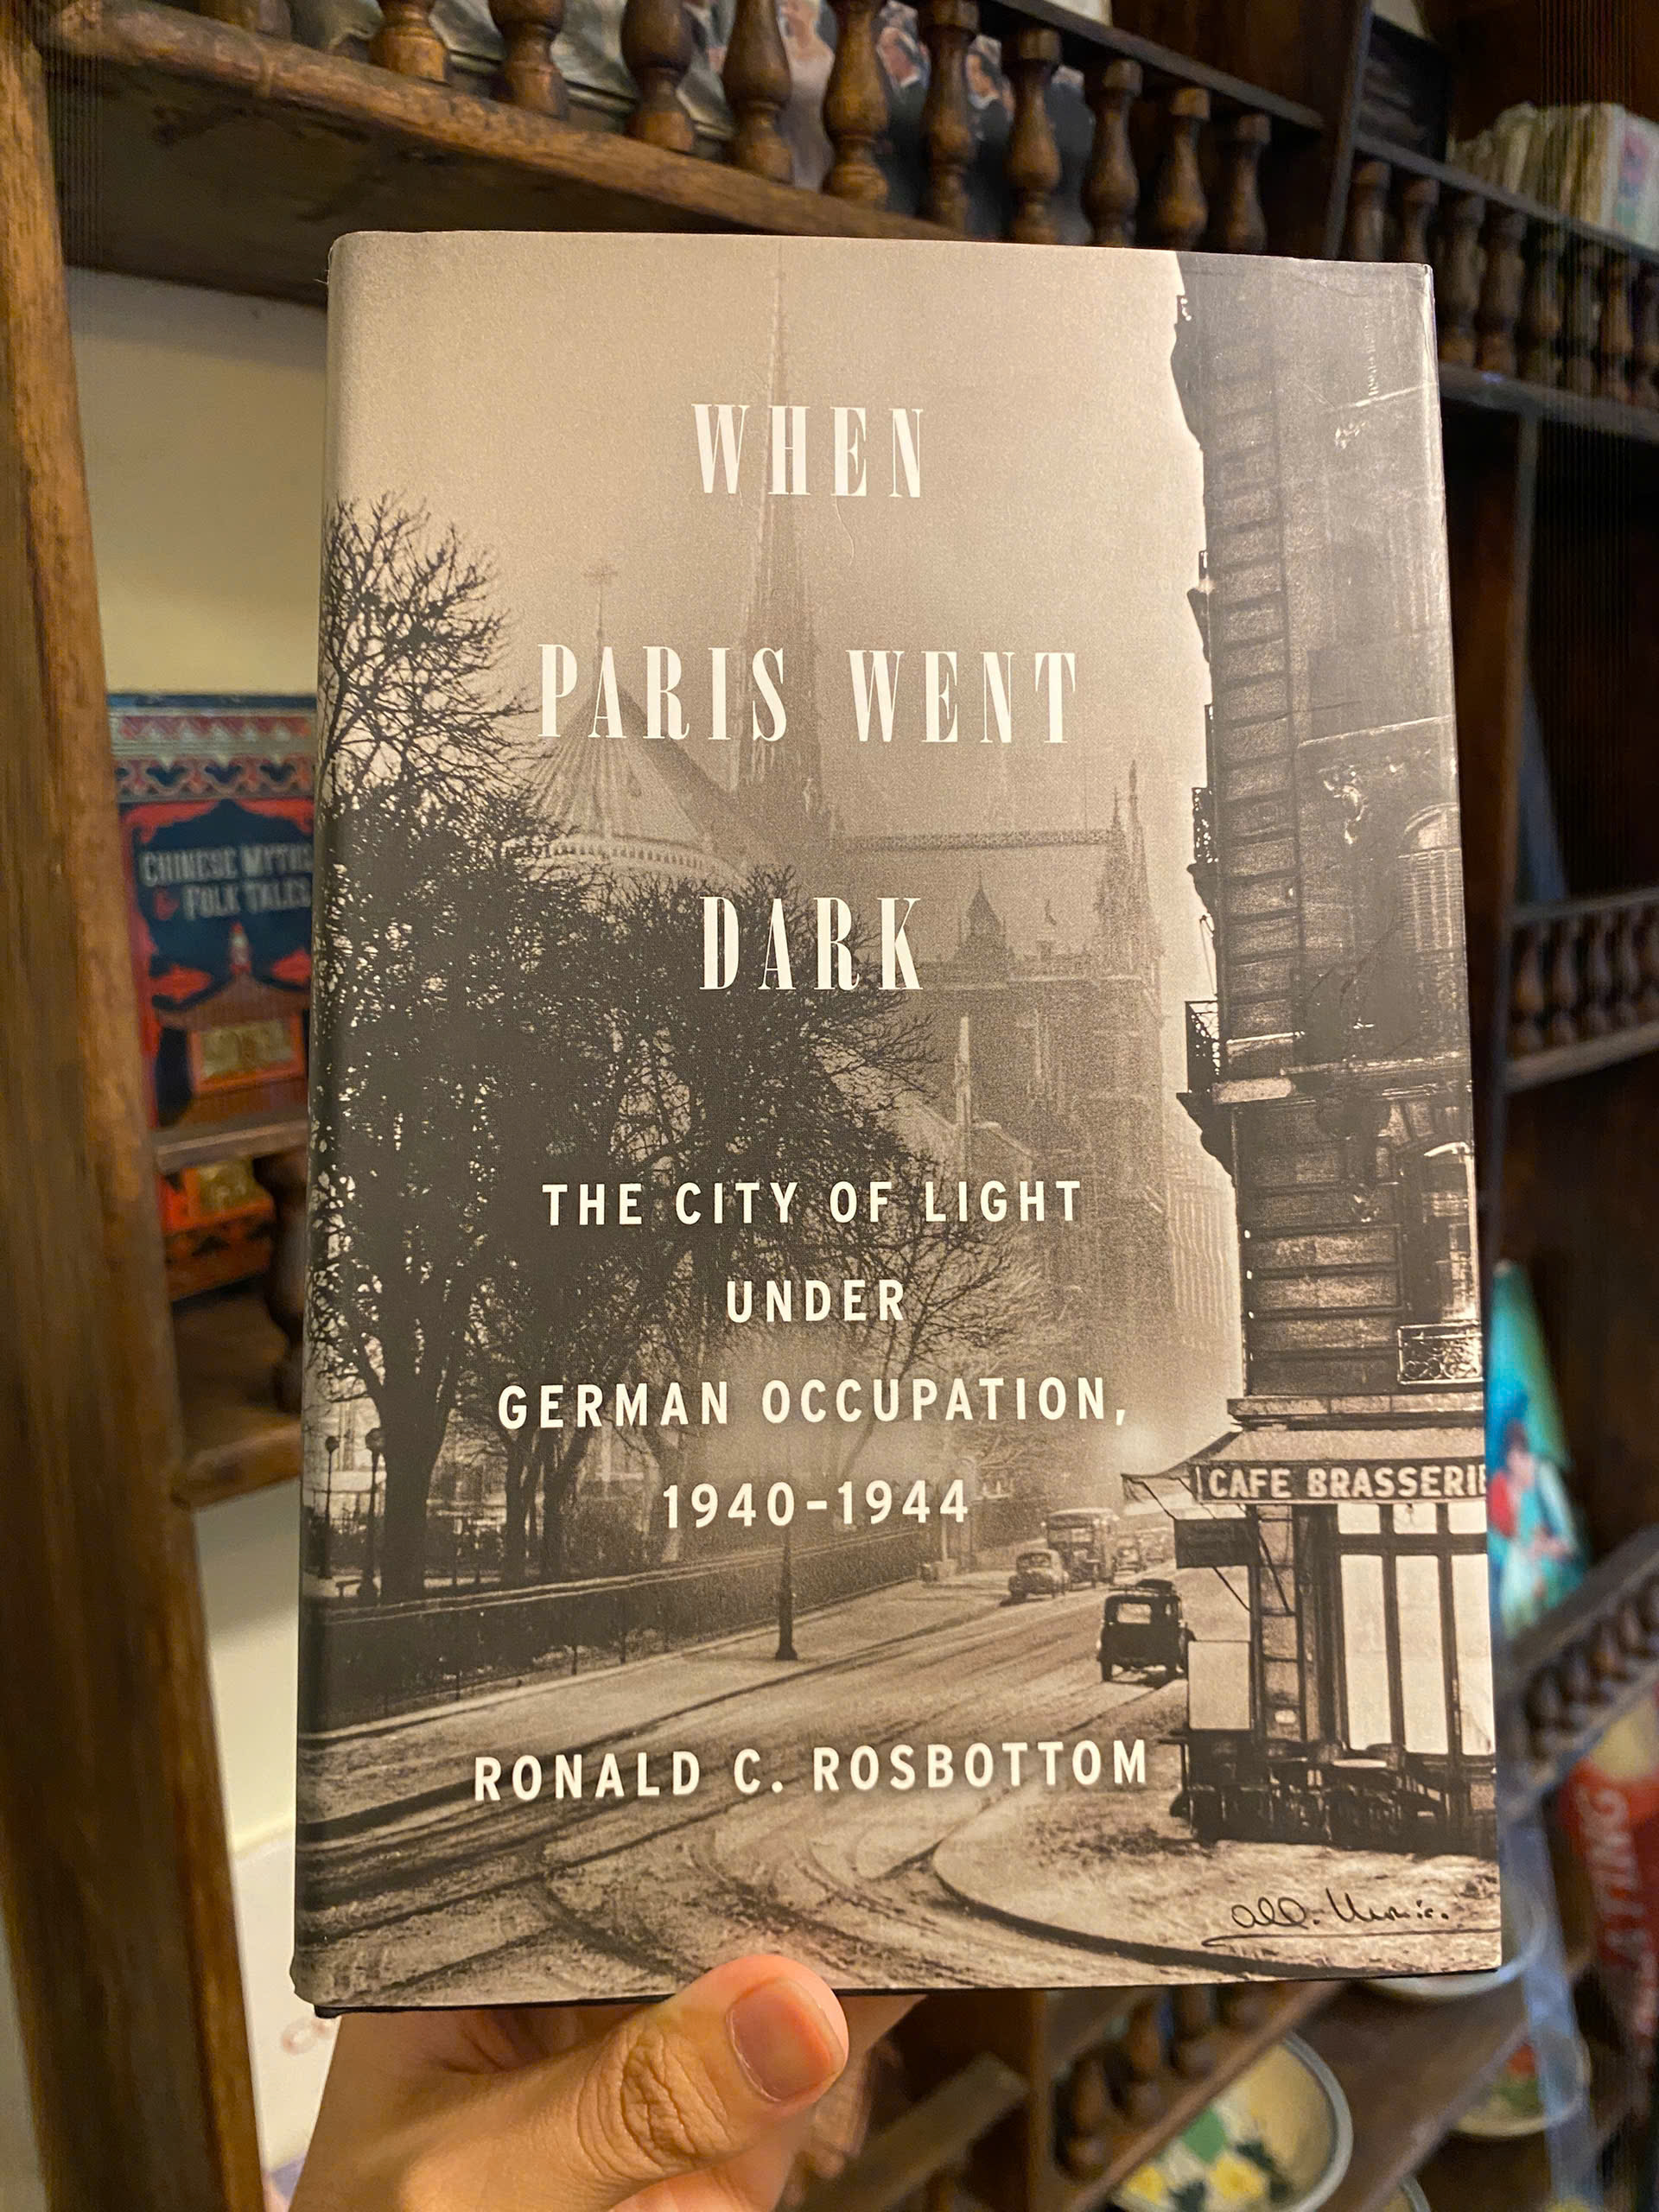 WHEN
PARIS WENT
DARK
THE CITY OF LIGHT
UNDER
GERMAN OCCUPATION,
1940–1944
CAFE BRASSERIE
RONALD C. ROSBOTTOM
CHINESE MYTHS
& FOLK TALES